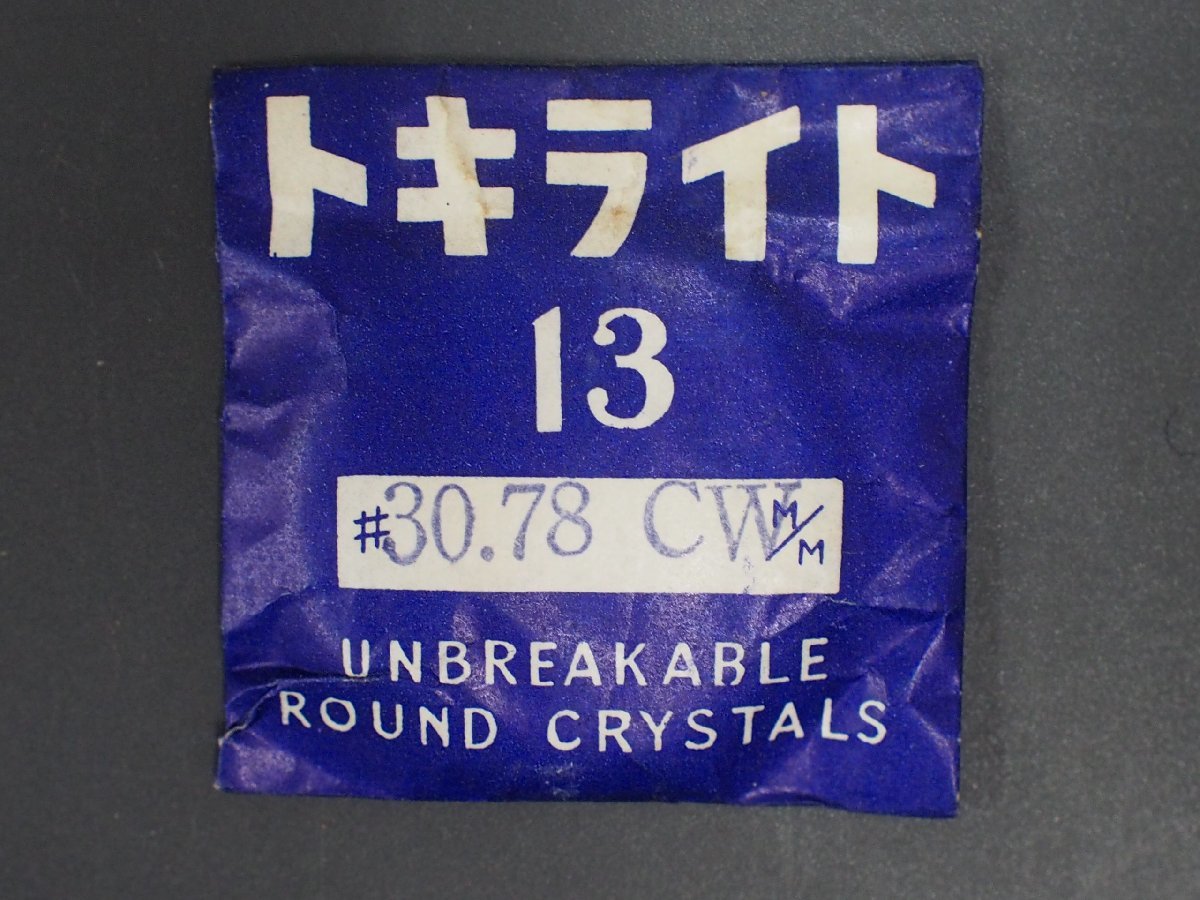 トキライト
13
#30.78 CW M/M
UNBREAKABLE
ROUND CRYSTALS